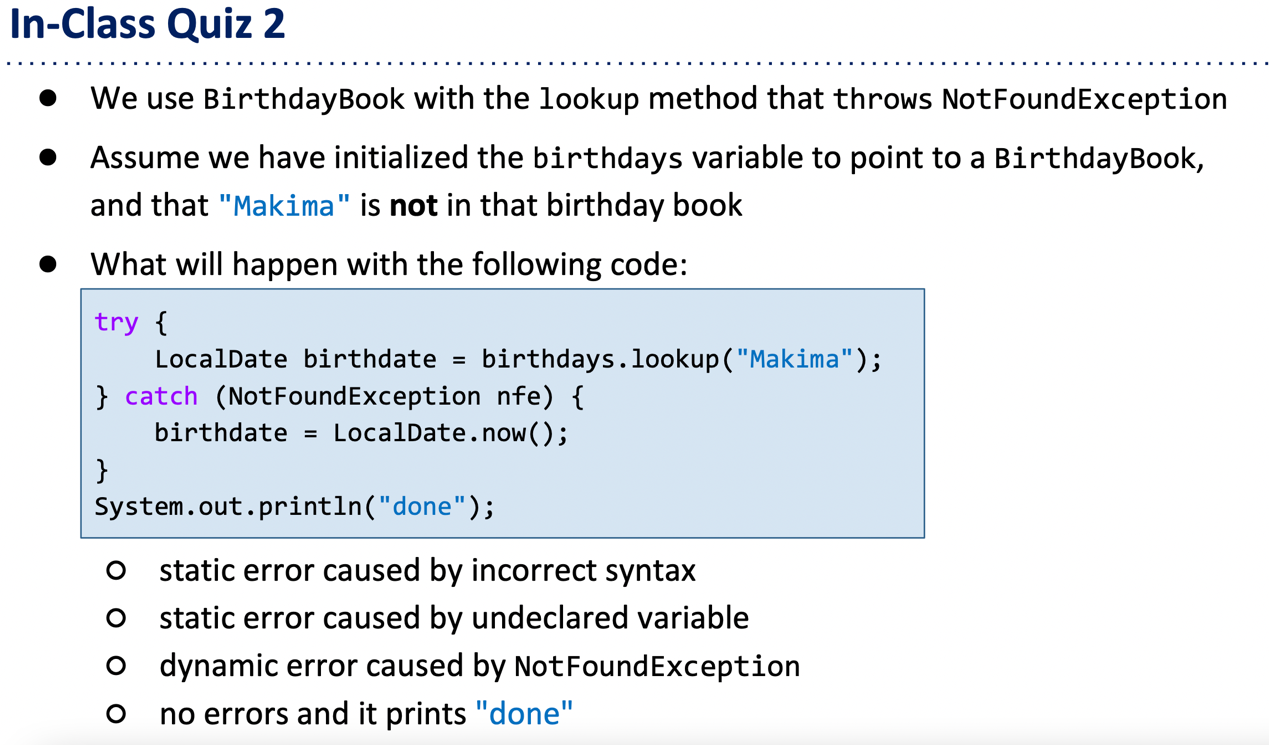 In-Class Quiz 2
● We use BirthdayBook with the lookup method that throws NotFoundException
● Assume we have initialized the birthdays variable to point to a BirthdayBook,
and that "Makima" is not in that birthday book
● What will happen with the following code:
try {
    LocalDate birthdate = birthdays.lookup("Makima");
} catch (NotFoundException nfe) {
    birthdate = LocalDate.now();
}
System.out.println("done");
○ static error caused by incorrect syntax
○ static error caused by undeclared variable
○ dynamic error caused by NotFoundException
○ no errors and it prints "done"